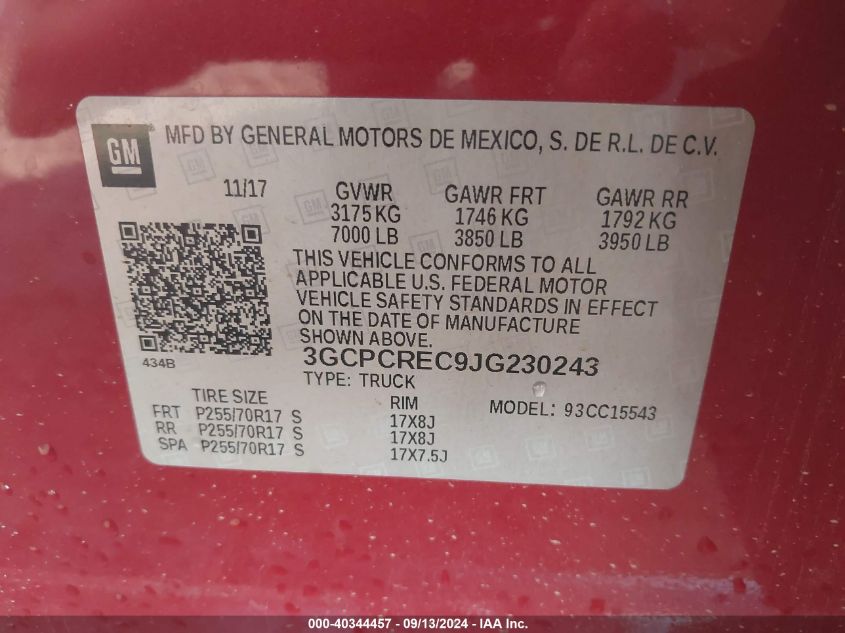 GM
MFD BY GENERAL MOTORS DE MEXICO, S. DE R.L. DE C.V.
11/17 GVWR GAWR FRT GAWR RR
3175 KG 1746 KG 1792 KG
7000 LB 3850 LB 3950 LB
THIS VEHICLE CONFORMS TO ALL
APPLICABLE U.S. FEDERAL MOTOR
VEHICLE SAFETY STANDARDS IN EFFECT
ON THE DATE OF MANUFACTURE
SHOWN ABOVE.
434B 3GCPCREC9JG230243
TYPE: TRUCK
TIRE SIZE RIM MODEL: 93CC15543
FRT P255/70R17 S 17X8J
RR P255/70R17 S 17X8J
SPA P255/70R17 S 17X7.5J
000-40344457 - 09/13/2024 - IAA Inc.